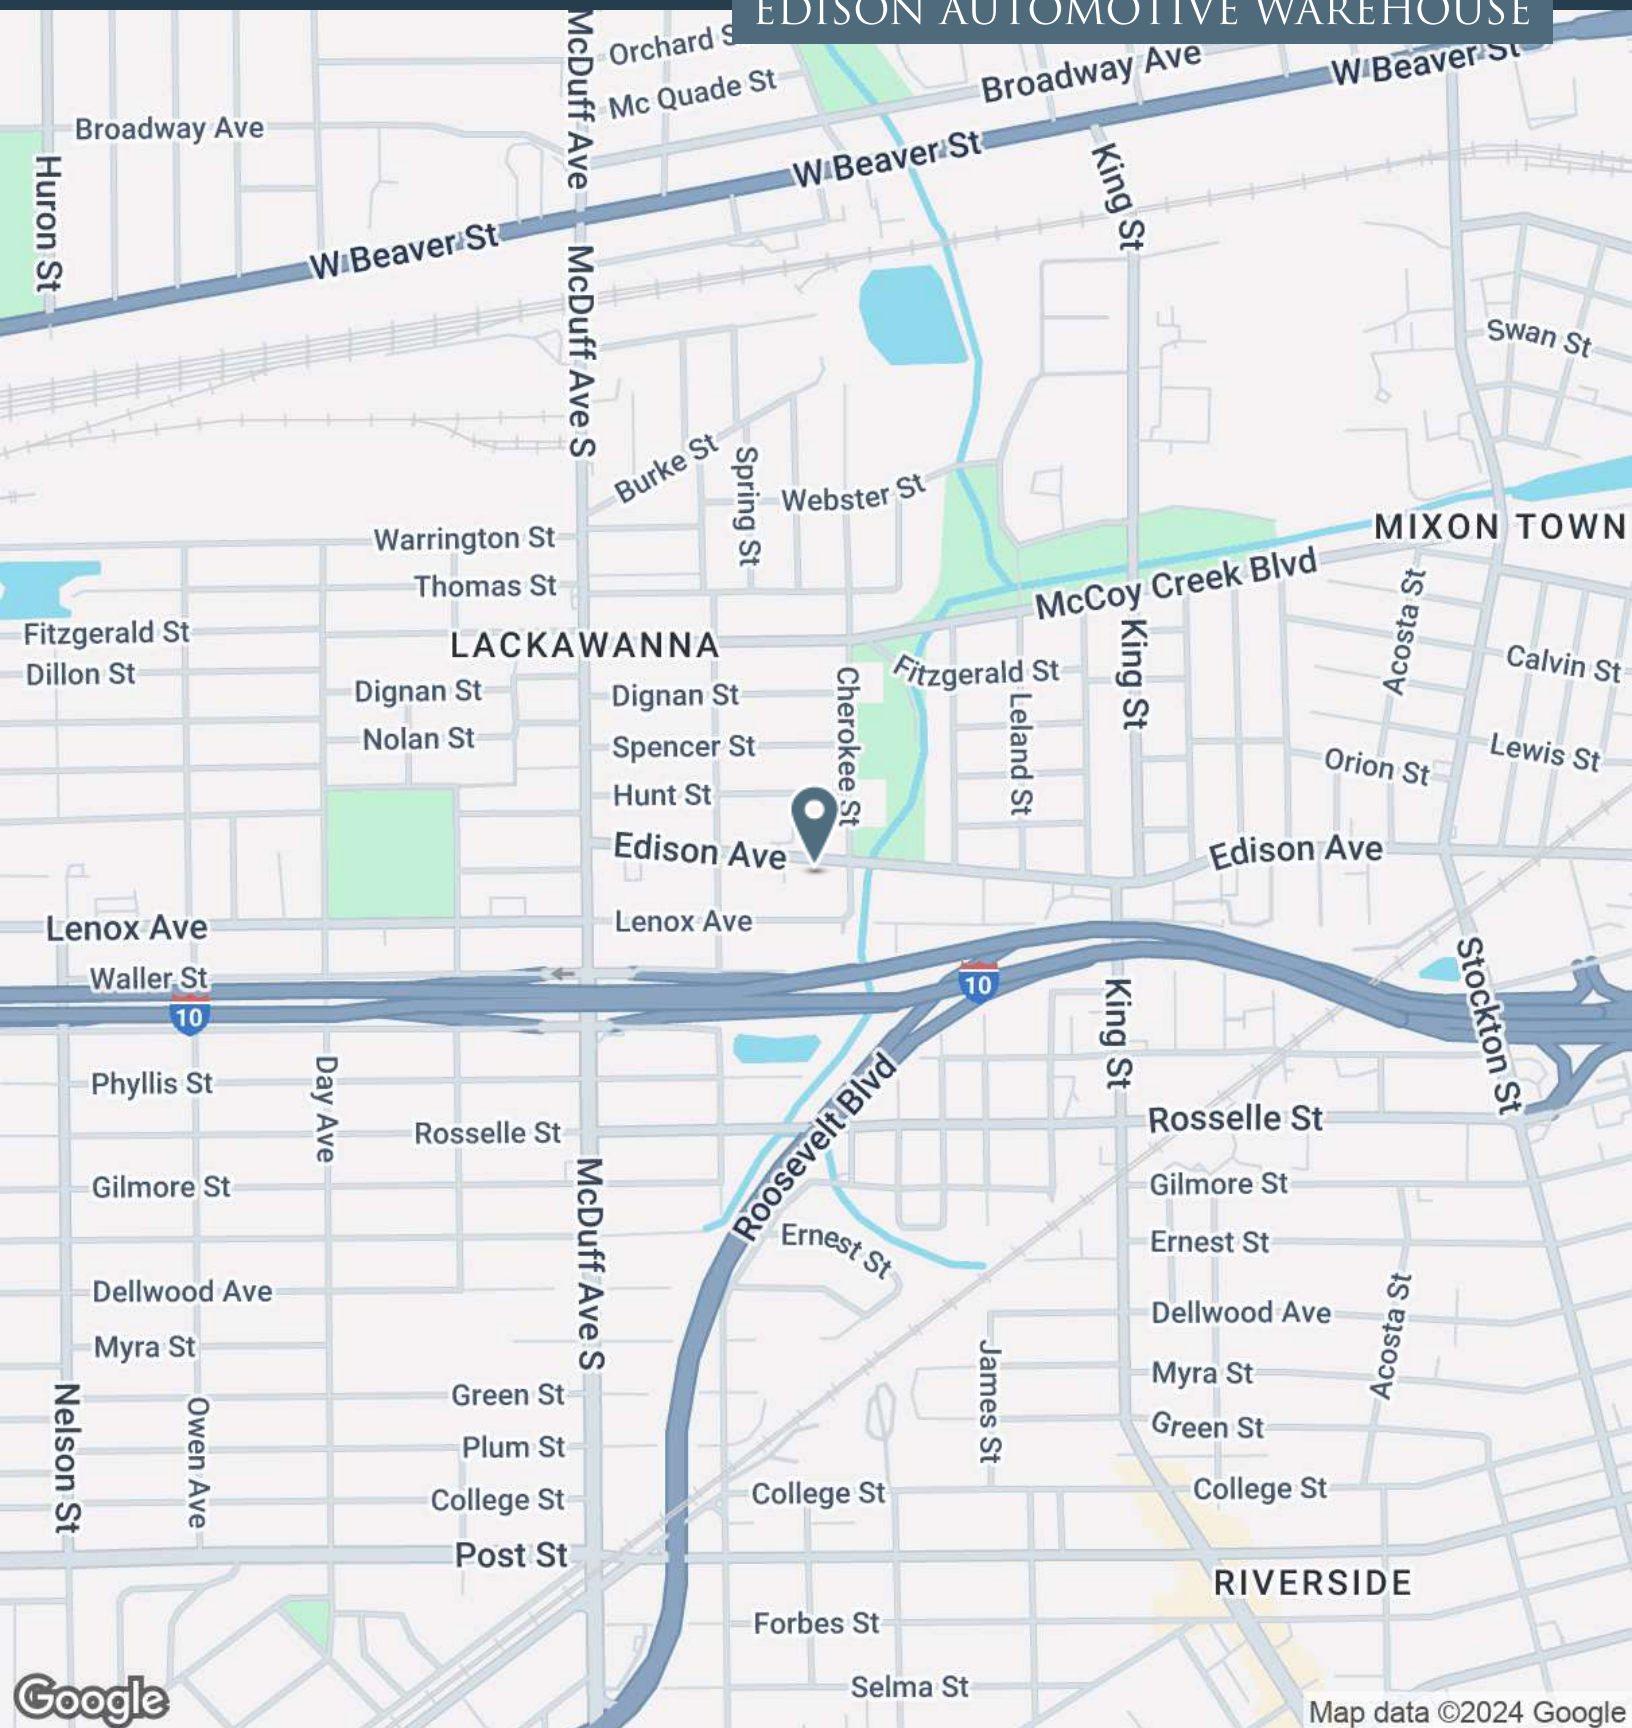 EDISON AUTOMOTIVE WAREHOUSE
Orchard S
McDuff Ave
Mc Quade St
Broadway Ave
W Beaver St
Broadway Ave
W Beaver St
Huron St
W Beaver St
King St
McDuff Ave S
Swan St
Burke St
Spring St
Webster St
Warrington St
MIXON TOWN
Thomas St
McCoy Creek Blvd
Acosta St
Fitzgerald St
LACKAWANNA
King St
Dillon St
Fitzgerald St
Calvin St
Dignan St
Dignan St
Cherokee St
Leland St
Nolan St
Spencer St
Lewis St
Orion St
Hunt St
Edison Ave
Edison Ave
Lenox Ave
Lenox Ave
Waller St
10
10
Stockton St
King St
Phyllis St
Day Ave
Roosevelt Blvd
Rosselle St
Rosselle St
Gilmore St
McDuff Ave S
Gilmore St
Ernest St
Ernest St
Dellwood Ave
Acosta St
Dellwood Ave
Myra St
James St
Myra St
Nelson St
Owen Ave
Green St
Green St
Plum St
College St
College St
College St
Post St
RIVERSIDE
Forbes St
Selma St
Google
Map data ©2024 Google